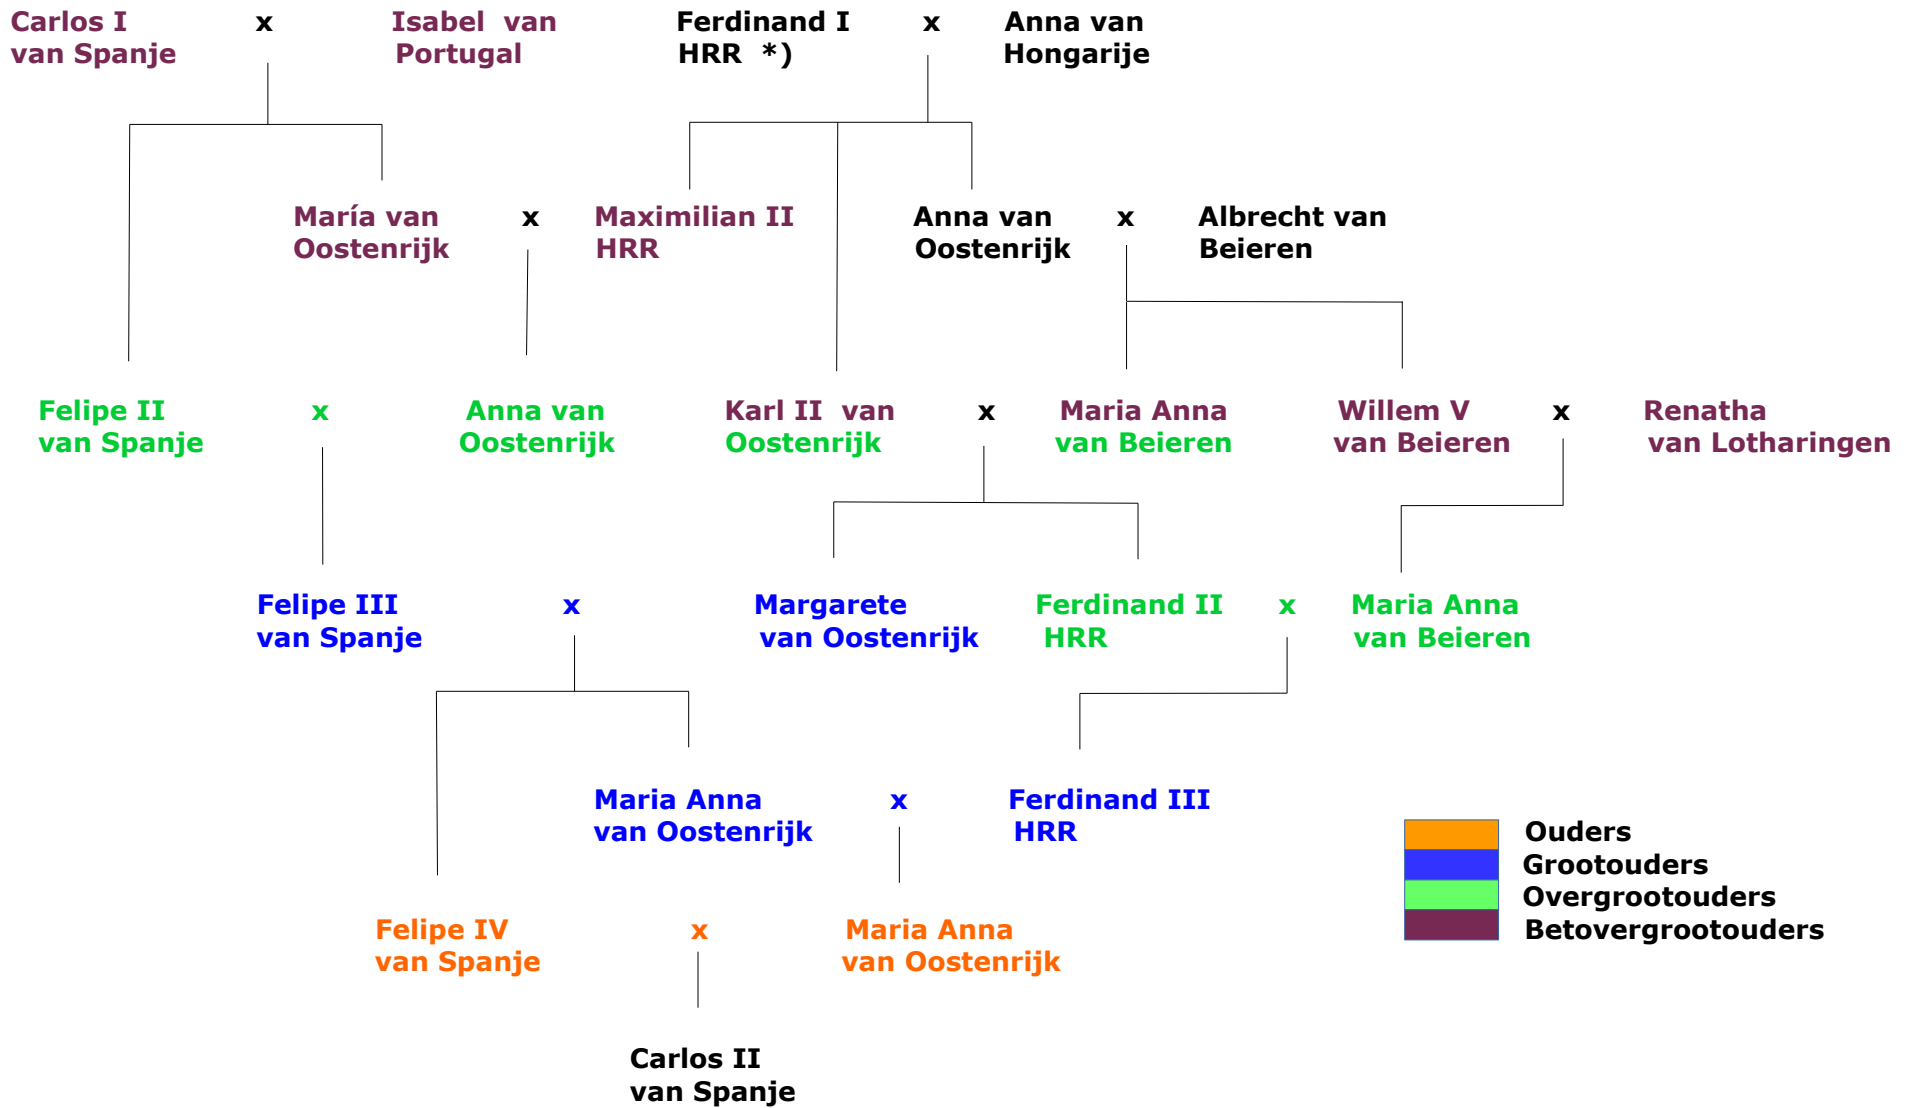 Carlos I x Isabel van Ferdinand I x Anna van
van Spanje Portugal HRR *) Hongarije
María van x Maximilian II Anna van x Albrecht van
Oostenrijk HRR Oostenrijk Beieren
Felipe II x Anna van Karl II van x Maria Anna Willem V x Renatha
van Spanje Oostenrijk Oostenrijk van Beieren van Beieren van Lotharingen
Felipe III x Margarete Ferdinand II x Maria Anna
van Spanje van Oostenrijk HRR van Beieren
Maria Anna x Ferdinand III
van Oostenrijk HRR
Ouders
Grootouders
Overgrootouders
Betovergrootouders
Felipe IV x Maria Anna
van Spanje van Oostenrijk
Carlos II
van Spanje